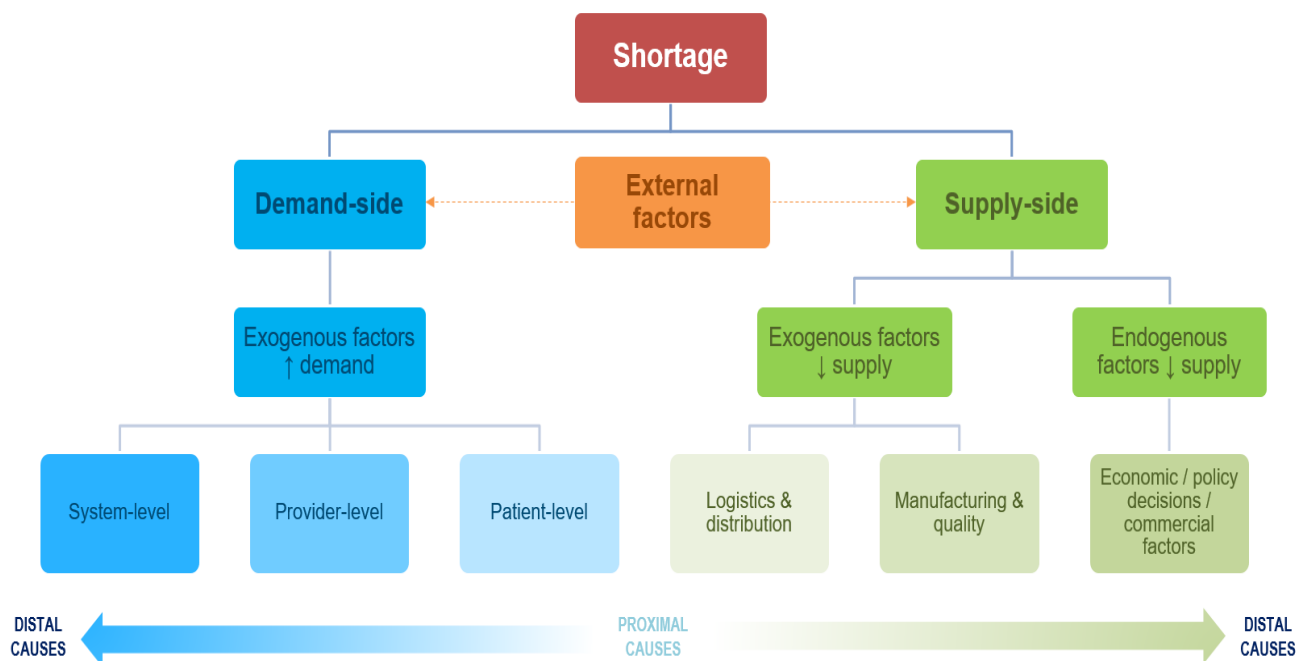 Shortage
Demand-side
External
factors
Supply-side
Exogenous factors
↑ demand
Exogenous factors
↓ supply
Endogenous
factors ↓ supply
System-level
Provider-level
Patient-level
Logistics &
distribution
Manufacturing &
quality
Economic / policy
decisions /
commercial
factors
DISTAL
CAUSES
PROXIMAL
CAUSES
DISTAL
CAUSES